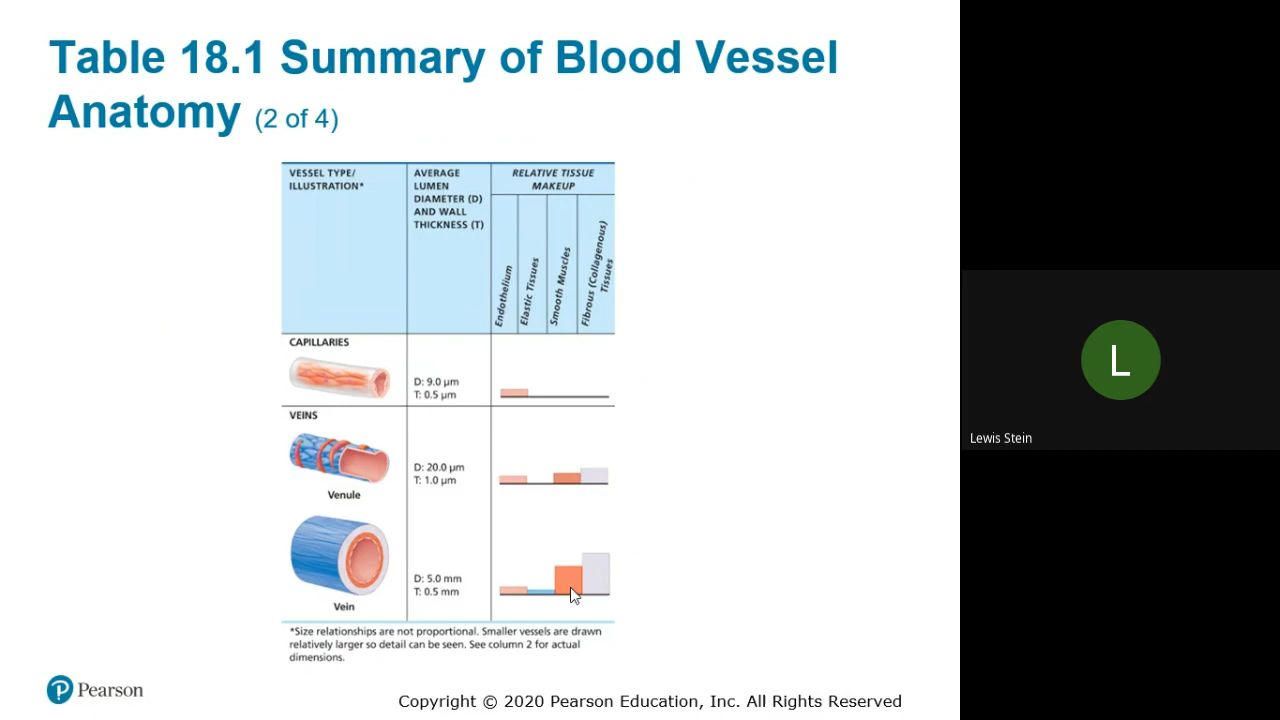 Table 18.1 Summary of Blood Vessel
Anatomy (2 of 4)
VESSEL TYPE/
ILLUSTRATION*
AVERAGE
LUMEN
DIAMETER (D)
AND WALL
THICKNESS (T)
RELATIVE TISSUE
MAKEUP
Endothelium
Elastic Tissues
Smooth Muscles
Fibrous (Collagenous)
Tissues
CAPILLARIES
D: 9.0 µm
T: 0.5 µm
VEINS
D: 20.0 µm
T: 1.0 µm
Venule
D: 5.0 mm
T: 0.5 mm
Vein
*Size relationships are not proportional. Smaller vessels are drawn
relatively larger so detail can be seen. See column 2 for actual
dimensions.
P Pearson
Copyright © 2020 Pearson Education, Inc. All Rights Reserved
L
Lewis Stein